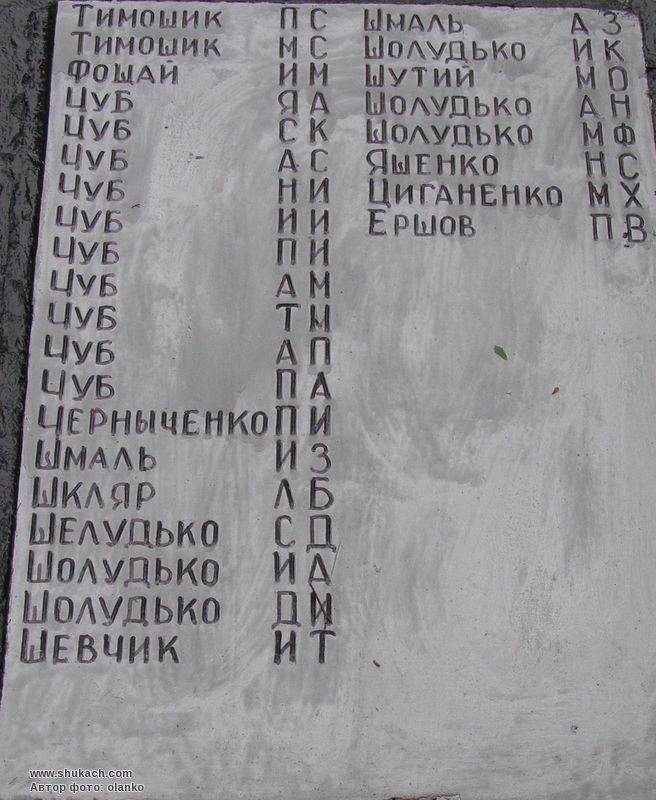 Тимошик П С
Тимошик М С
Фощай И М
Чуб Я А
Чуб С К
Чуб А С
Чуб Н И
Чуб И И
Чуб П И
Чуб А М
Чуб Т М
Чуб А П
Чуб П А
Черныченко П И
Шмаль И З
Шкляр Л Б
Шелудько С Д
Шолудько И А
Шолудько Д И
Шевчик И Т
Шмаль А З
Шолудько И К
Шутий М О
Шолудько А Н
Шолудько М Ф
Яшенко Н С
Циганенко М Х
Ершов П В
www.shukach.com
Автор фото: olanko